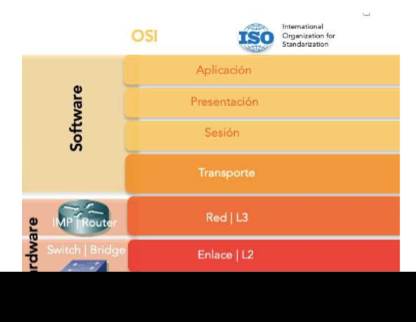 OSI
ISO
International
Organization for
Standarization
Software
Aplicación
Presentación
Sesión
Transporte
IMP | Router
Red | L3
rdware
Switch | Bridge
Enlace | L2